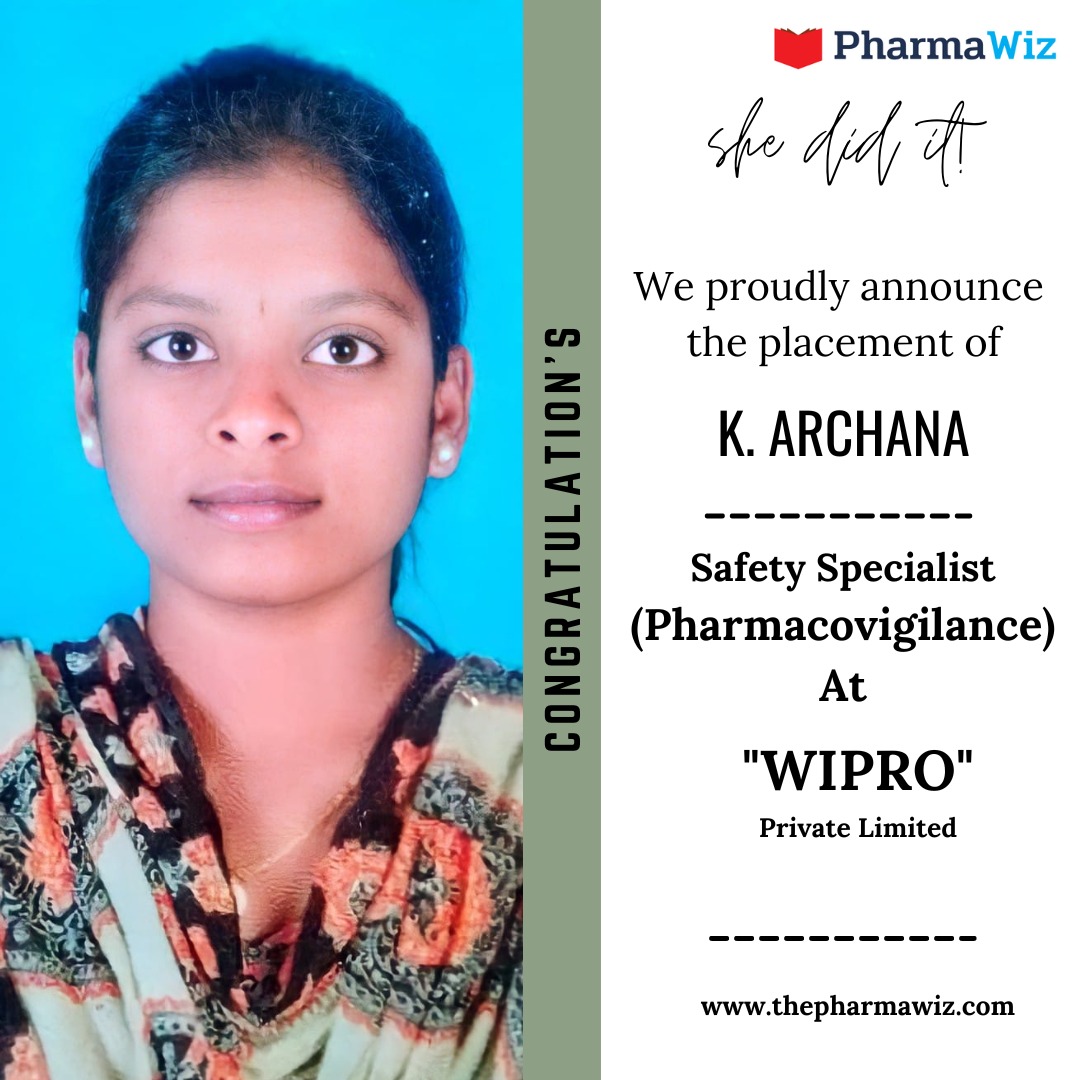 PharmaWiz
she did it!
We proudly announce
the placement of
K. ARCHANA
Safety Specialist
(Pharmacovigilance)
At
"WIPRO"
Private Limited
www.thepharmawiz.com
CONGRATULATION'S